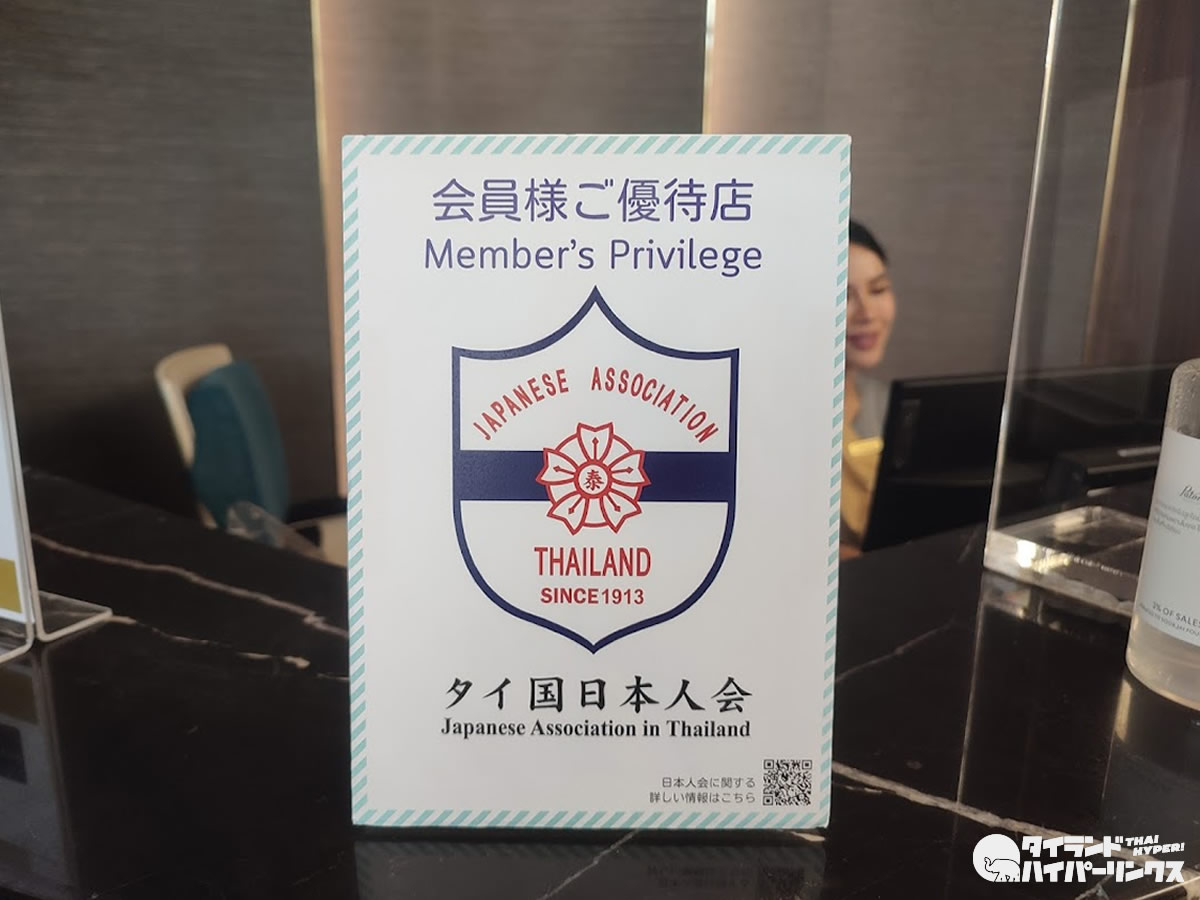 会員様ご優待店
Member's Privilege
JAPANESE ASSOCIATION
泰
THAILAND
SINCE 1913
タイ国日本人会
Japanese Association in Thailand
日本人会に関する
詳しい情報はこちら
5% OF SALES
タイランド
THAI HYPER!
ハイパーリンクス